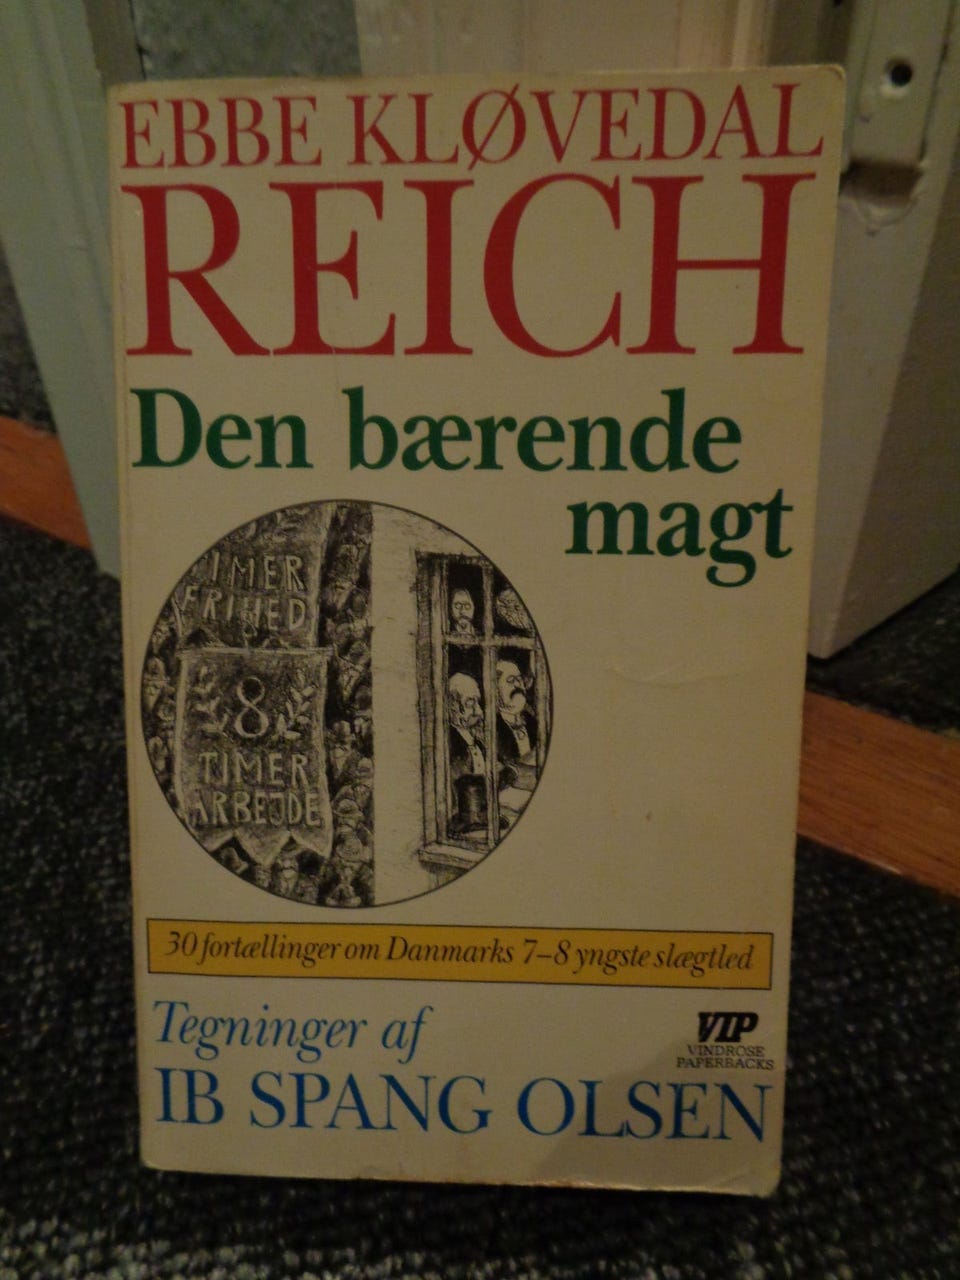 EBBE KLØVEDAL
REICH
Den bærende
magt
TIMER
FRIHED
8
TIMER
ARBEJDE
30 fortællinger om Danmarks 7–8 yngste slægtled
Tegninger af
IB SPANG OLSEN
VIP
VINDROSE
PAPERBACKS